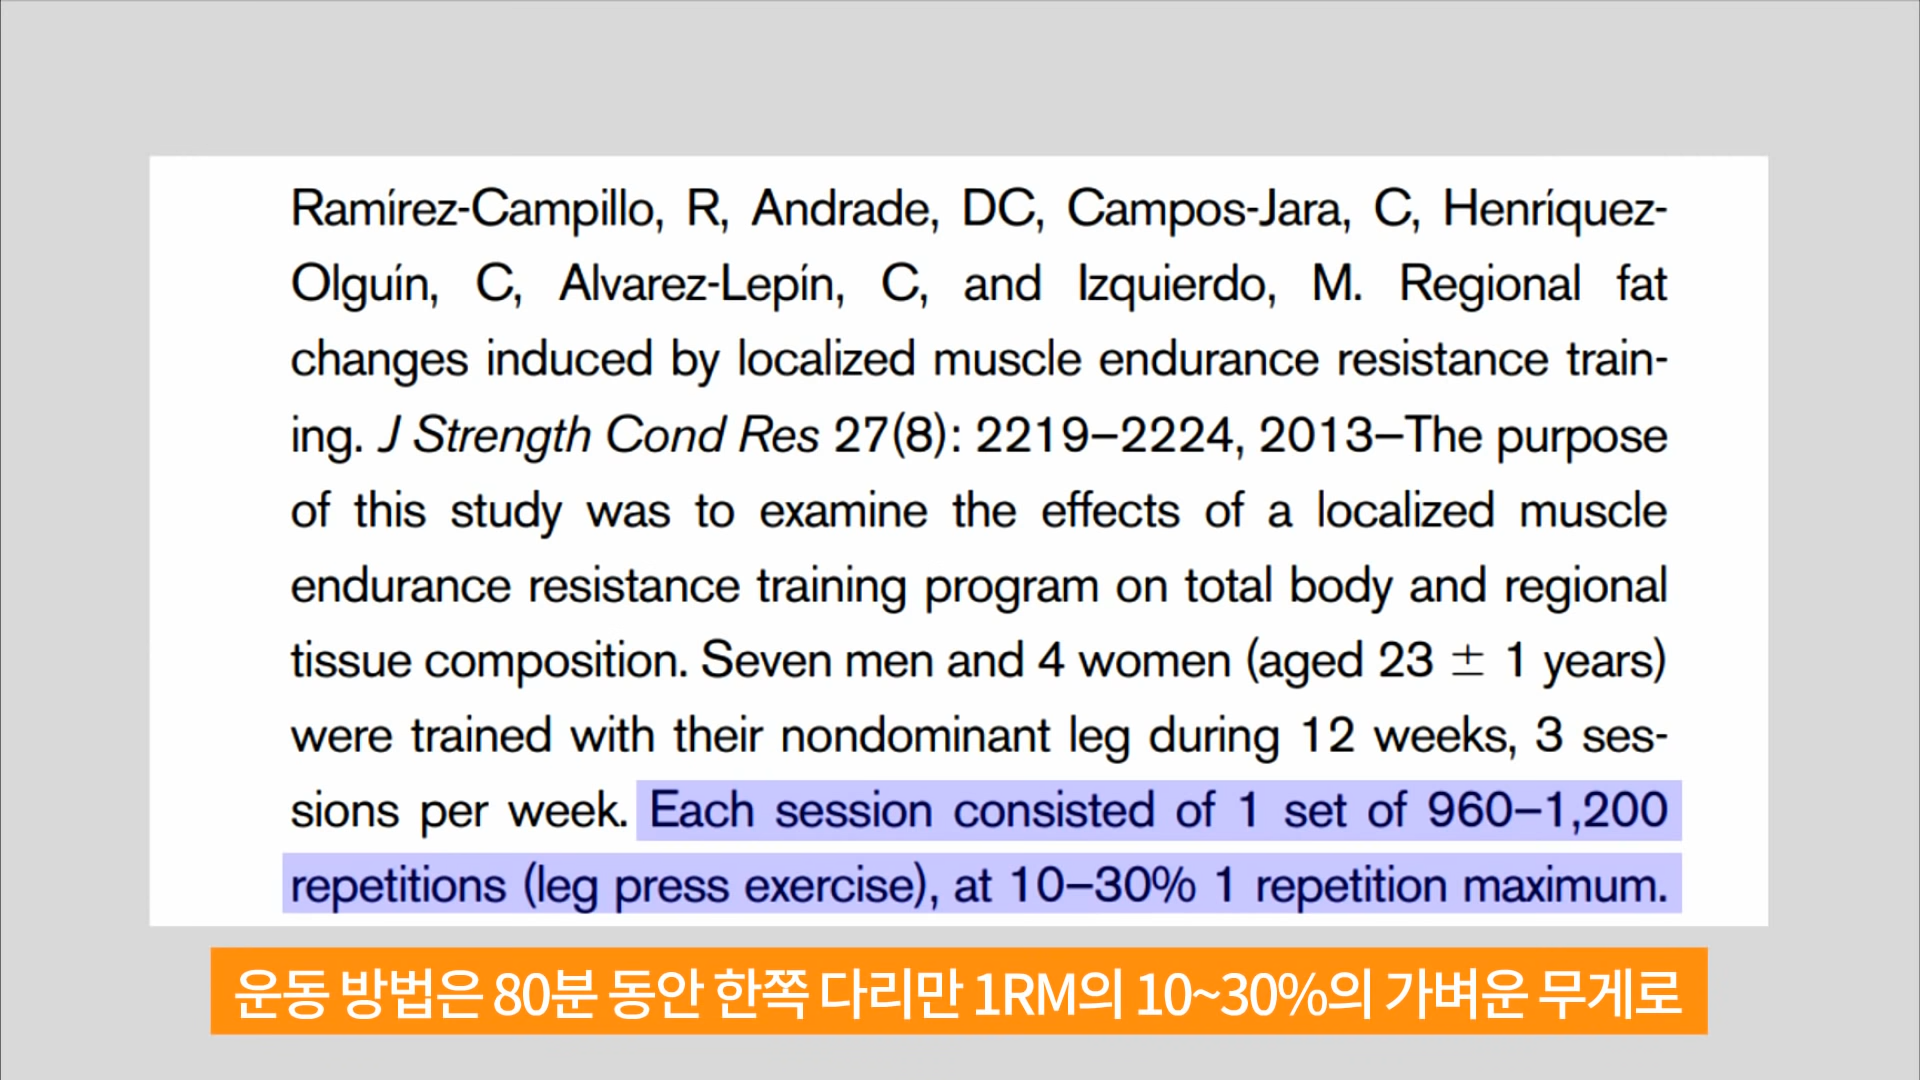 Ramírez-Campillo, R, Andrade, DC, Campos-Jara, C, Henríquez-
Olguín, C, Alvarez-Lepín, C, and Izquierdo, M. Regional fat
changes induced by localized muscle endurance resistance train-
ing. J Strength Cond Res 27(8): 2219–2224, 2013—The purpose
of this study was to examine the effects of a localized muscle
endurance resistance training program on total body and regional
tissue composition. Seven men and 4 women (aged 23 ± 1 years)
were trained with their nondominant leg during 12 weeks, 3 ses-
sions per week. Each session consisted of 1 set of 960–1,200
repetitions (leg press exercise), at 10–30% 1 repetition maximum.
운동 방법은 80분 동안 한쪽 다리만 1RM의 10~30%의 가벼운 무게로